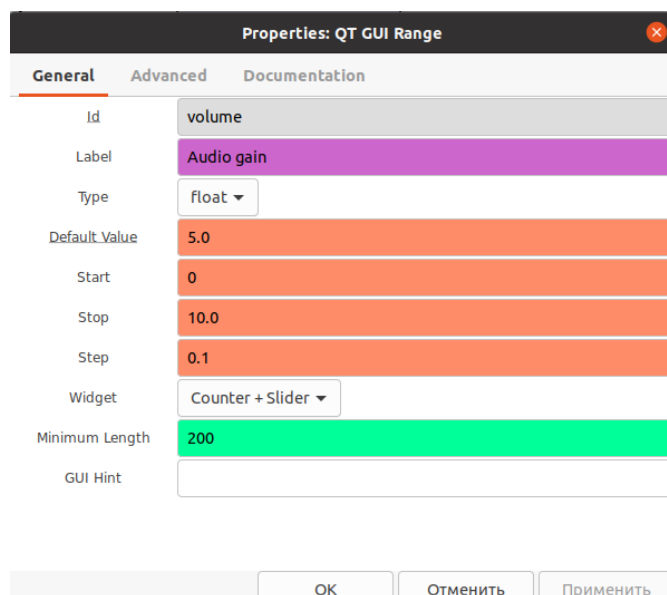 Properties: QT GUI Range
General Advanced Documentation
Id volume
Label Audio gain
Type float
Default Value 5.0
Start 0
Stop 10.0
Step 0.1
Widget Counter + Slider
Minimum Length 200
GUI Hint
OK Отменить Применить